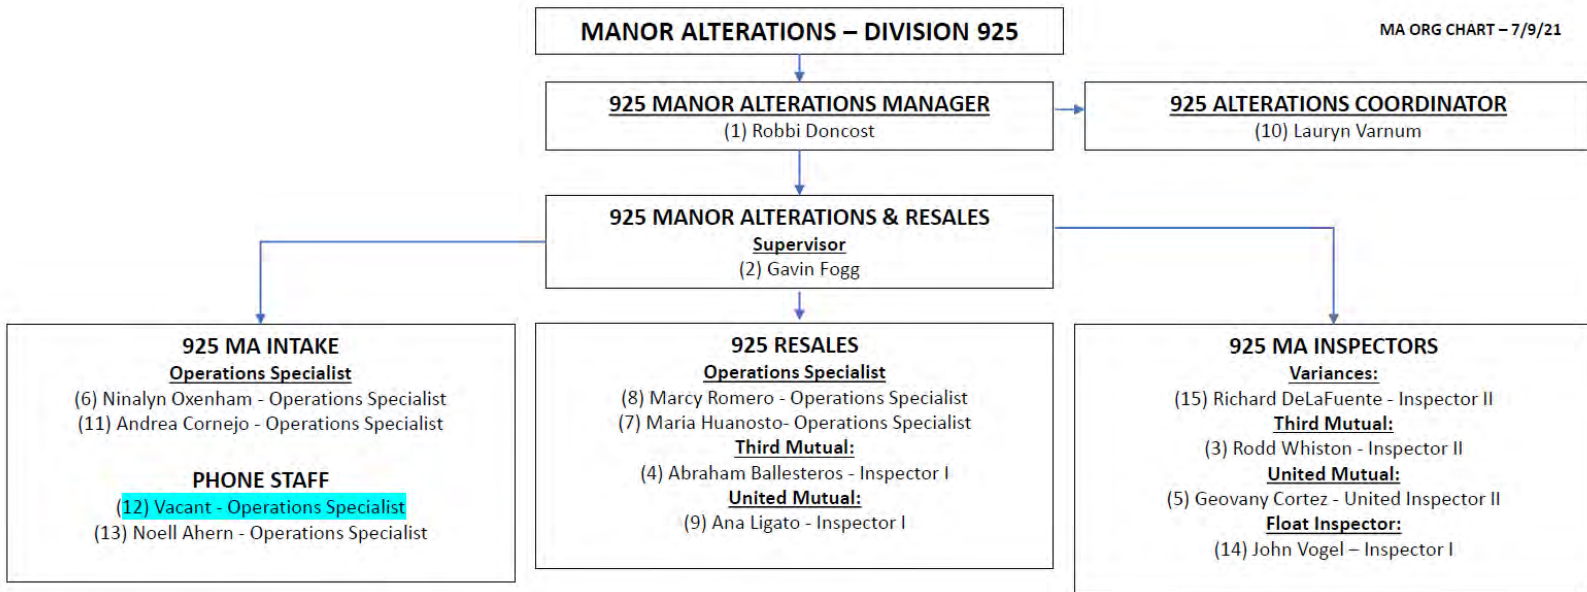 MANOR ALTERATIONS – DIVISION 925
MA ORG CHART – 7/9/21
925 MANOR ALTERATIONS MANAGER
(1) Robbi Doncost
925 ALTERATIONS COORDINATOR
(10) Lauryn Varnum
925 MANOR ALTERATIONS & RESALES
Supervisor
(2) Gavin Fogg
925 MA INTAKE
Operations Specialist
(6) Ninalyn Oxenham - Operations Specialist
(11) Andrea Cornejo - Operations Specialist
PHONE STAFF
(12) Vacant - Operations Specialist
(13) Noell Ahern - Operations Specialist
925 RESALES
Operations Specialist
(8) Marcy Romero - Operations Specialist
(7) Maria Huanosto- Operations Specialist
Third Mutual:
(4) Abraham Ballesteros - Inspector I
United Mutual:
(9) Ana Ligato - Inspector I
925 MA INSPECTORS
Variances:
(15) Richard DeLaFuente - Inspector II
Third Mutual:
(3) Rodd Whiston - Inspector II
United Mutual:
(5) Geovany Cortez - United Inspector II
Float Inspector:
(14) John Vogel – Inspector I